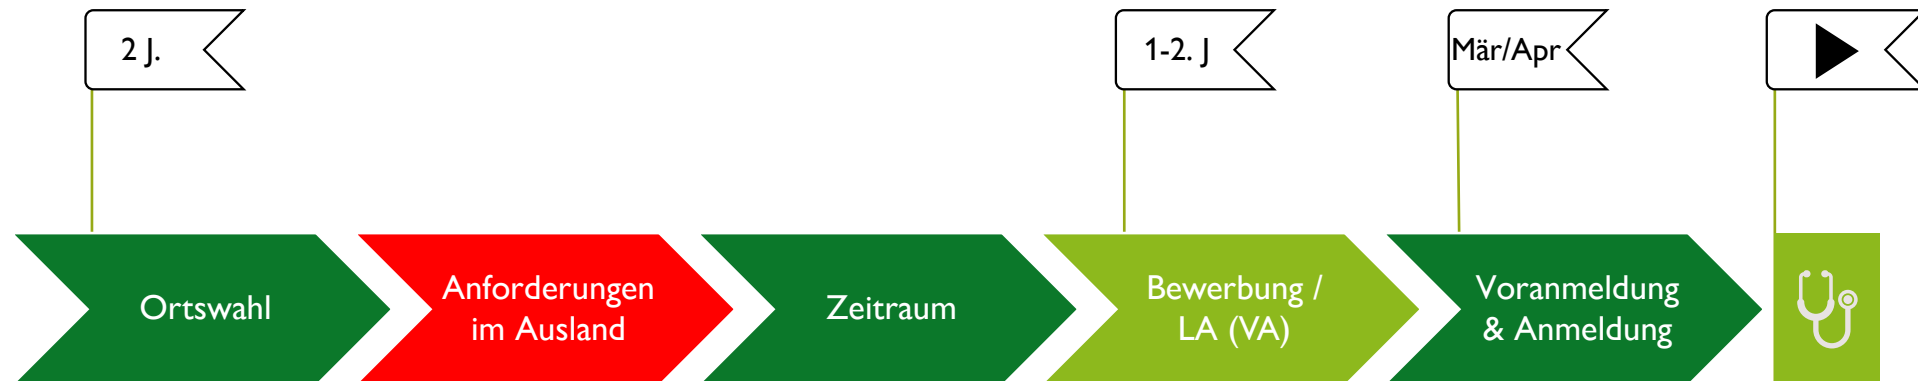 2 J.
1-2. J
Mär/Apr
Ortswahl
Anforderungen
im Ausland
Zeitraum
Bewerbung /
LA (VA)
Voranmeldung
& Anmeldung